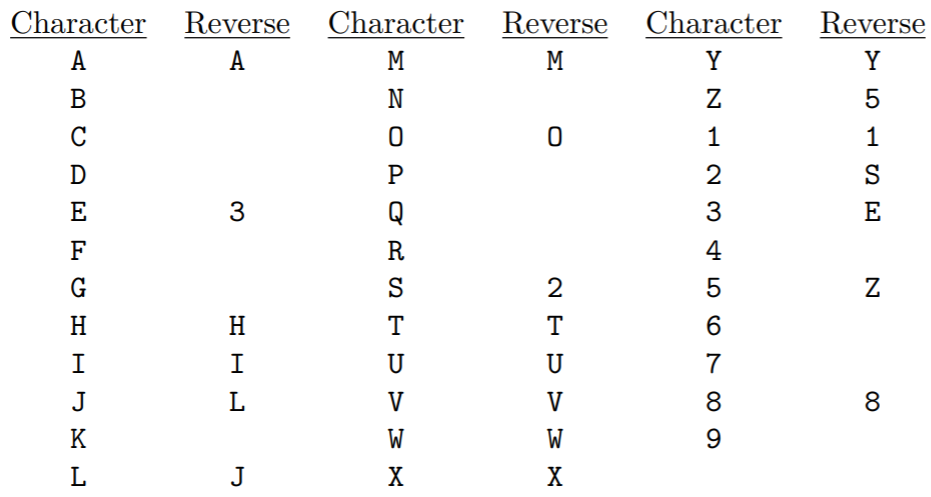 Character Reverse Character Reverse Character Reverse
A A M M Y Y
B N Z 5
C O O 1 1
D P 2 S
E 3 Q 3 E
F R 4
G S 2 5 Z
H H T T 6
I I U U 7
J L V V 8 8
K W W 9
L J X X